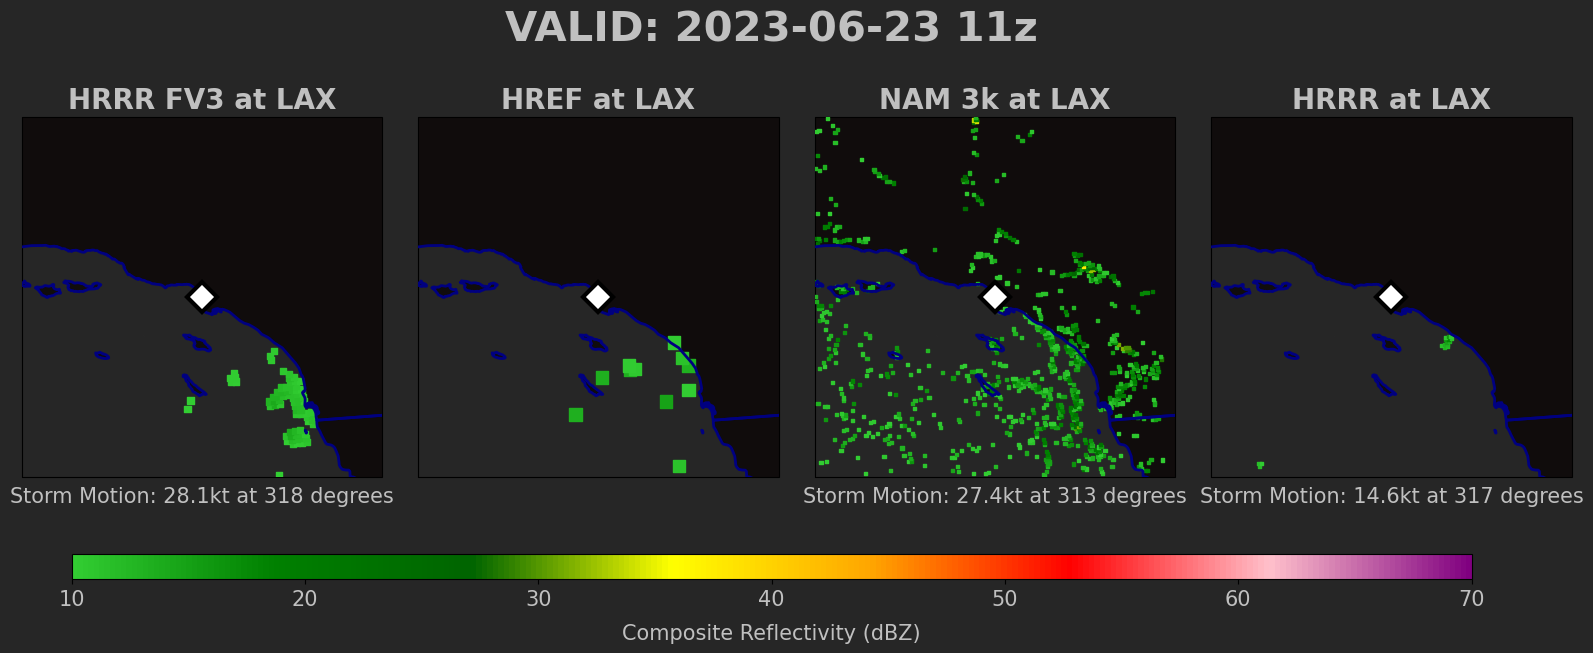 VALID: 2023-06-23 11z
HRRR FV3 at LAX
HREF at LAX
NAM 3k at LAX
HRRR at LAX
Storm Motion: 28.1kt at 318 degrees
Storm Motion: 27.4kt at 313 degrees
Storm Motion: 14.6kt at 317 degrees
10 20 30 40 50 60 70
Composite Reflectivity (dBZ)